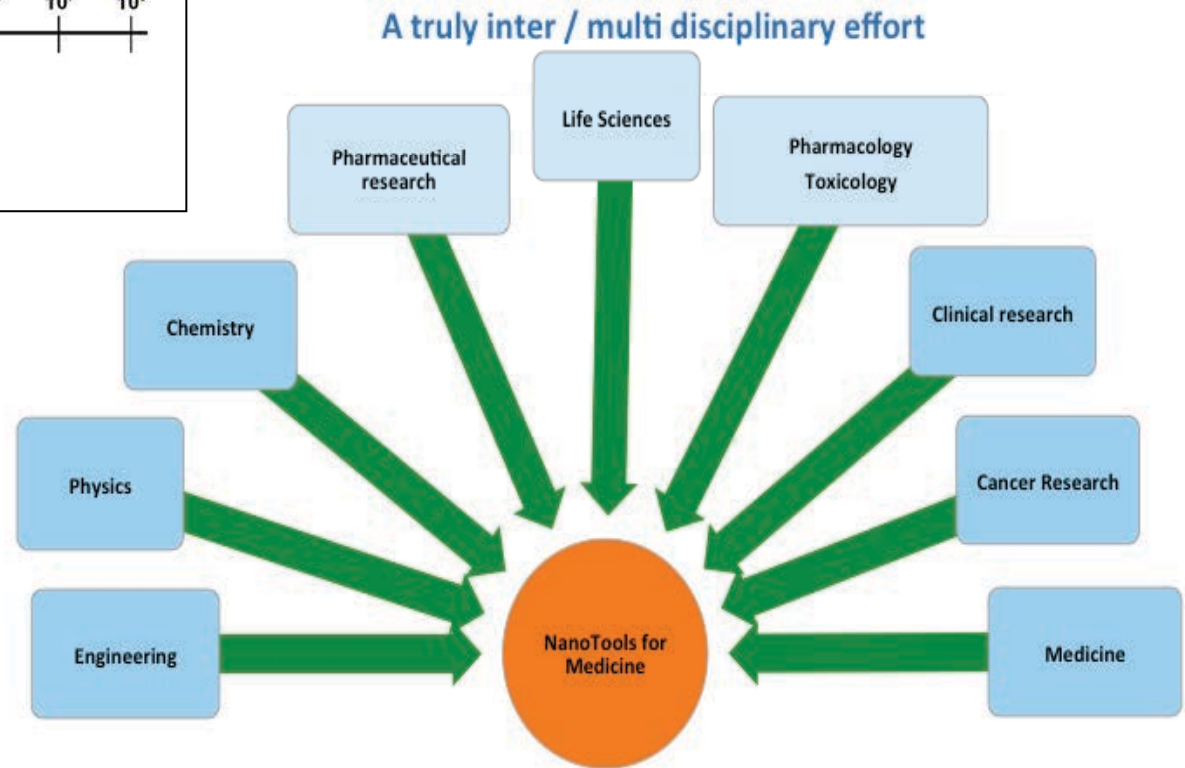 A truly inter / multi disciplinary effort
Life Sciences
Pharmaceutical
research
Pharmacology
Toxicology
Chemistry
Clinical research
Physics
Cancer Research
Engineering
NanoTools for
Medicine
Medicine